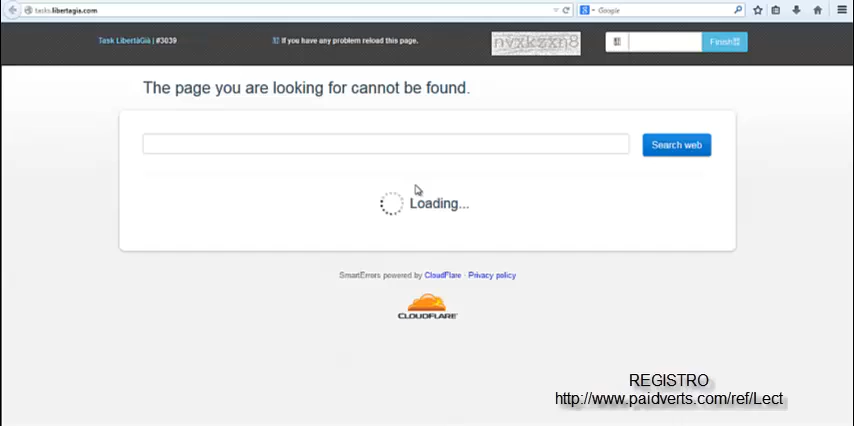 tasks.libertagia.com
Google
Task LibertàGià | #3039
If you have any problem reload this page.
nvxkzxn8
Finish
The page you are looking for cannot be found.
Search web
Loading...
SmartErrors powered by CloudFlare · Privacy policy
CLOUDFLARE
REGISTRO
http://www.paidverts.com/ref/Lect